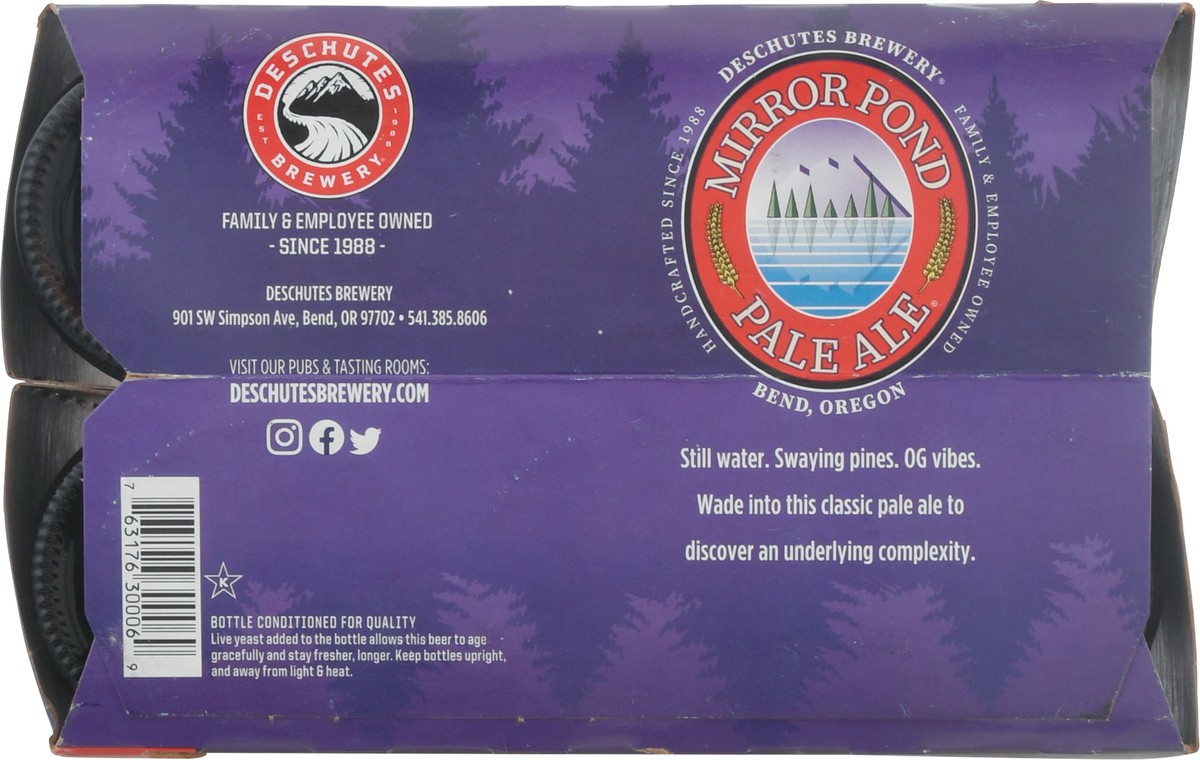 DESCHUTES
EST 1988
BREWERY®
FAMILY & EMPLOYEE OWNED
- SINCE 1988 -
DESCHUTES BREWERY
901 SW Simpson Ave, Bend, OR 97702 • 541.385.8606
VISIT OUR PUBS & TASTING ROOMS:
DESCHUTESBREWERY.COM
7 63176 30006 9
K
BOTTLE CONDITIONED FOR QUALITY
Live yeast added to the bottle allows this beer to age
gracefully and stay fresher, longer. Keep bottles upright,
and away from light & heat.
DESCHUTES BREWERY®
HANDCRAFTED SINCE 1988
FAMILY & EMPLOYEE OWNED
MIRROR POND
PALE ALE®
BEND, OREGON
Still water. Swaying pines. OG vibes.
Wade into this classic pale ale to
discover an underlying complexity.